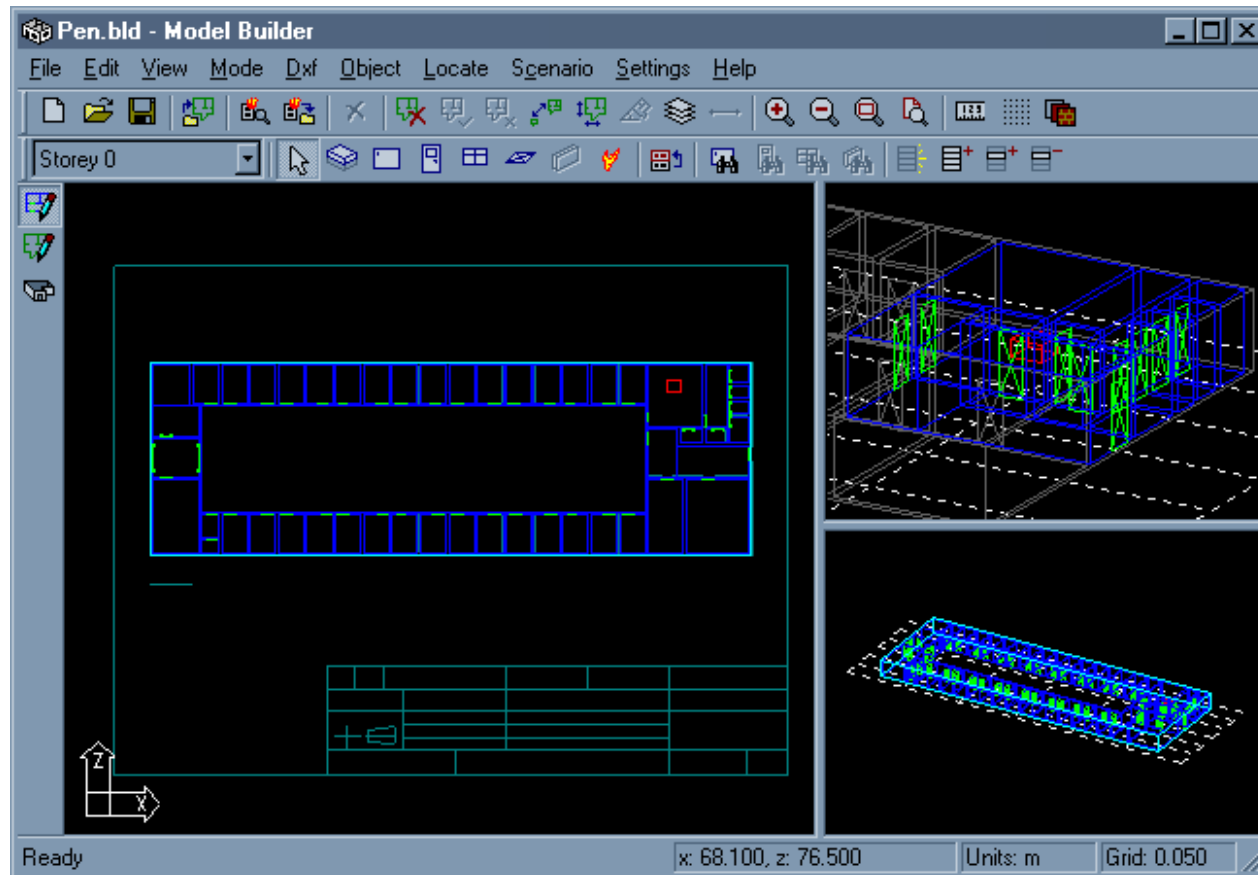 Pen.bld - Model Builder
File Edit View Mode Dxf Object Locate Scenario Settings Help
Storey 0
Z
X
Ready x: 68.100, z: 76.500 Units: m Grid: 0.050